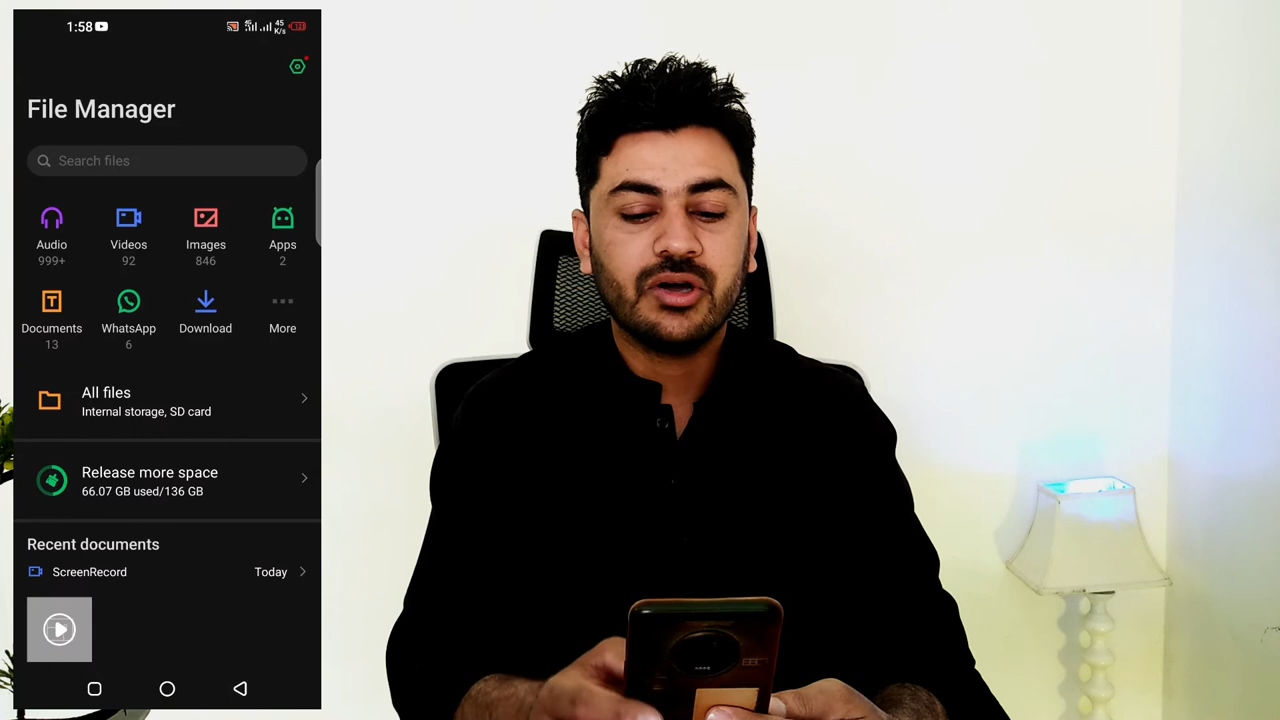 1:58
45
K/s
File Manager
Search files
Audio
999+
Videos
92
Images
846
Apps
2
Documents
13
WhatsApp
6
Download
More
All files
Internal storage, SD card
Release more space
66.07 GB used/136 GB
Recent documents
ScreenRecord
Today